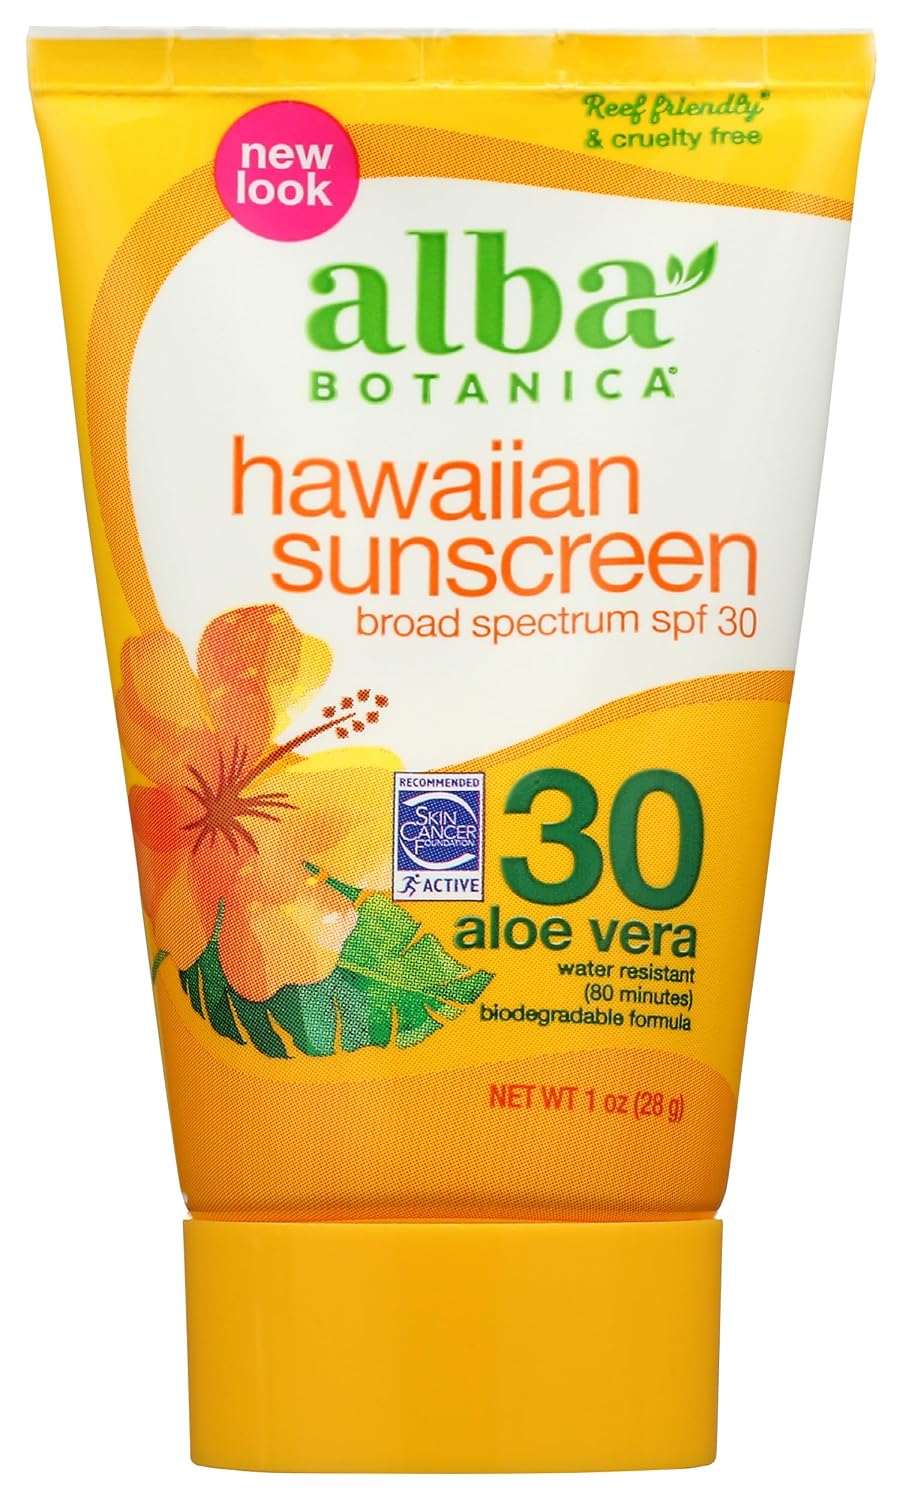 Reef friendly*
& cruelty free
new
look
alba
BOTANICA®
hawaiian
sunscreen
broad spectrum spf 30
RECOMMENDED
SKIN
CANCER
FOUNDATION
ACTIVE
30
aloe vera
water resistant
(80 minutes)
biodegradable formula
NET WT 1 oz (28 g)